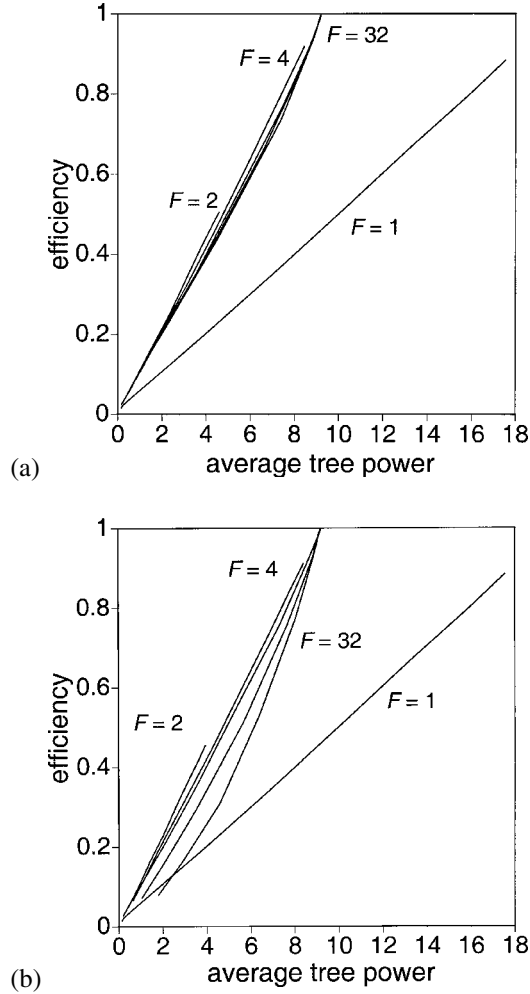 1
0.8
0.6
0.4
0.2
0
efficiency
F = 4
F = 32
F = 2
F = 1
0 2 4 6 8 10 12 14 16 18
average tree power
(a)
1
0.8
0.6
0.4
0.2
0
efficiency
F = 4
F = 32
F = 2
F = 1
0 2 4 6 8 10 12 14 16 18
average tree power
(b)